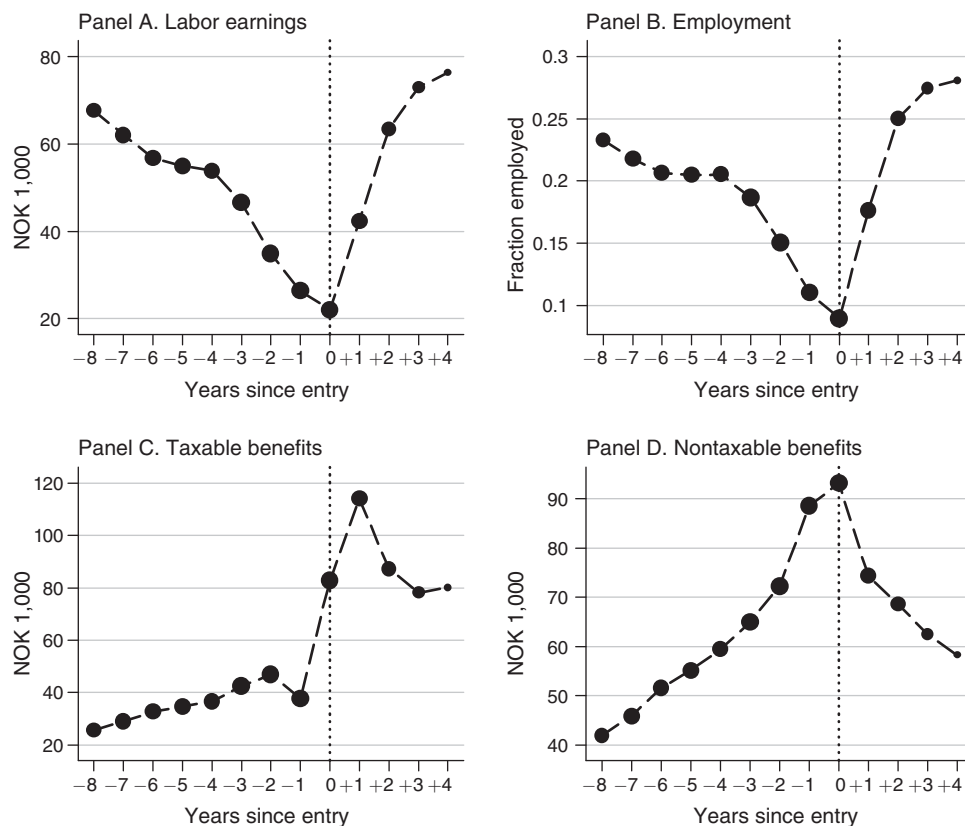 Panel A. Labor earnings
80
60
40
20
NOK 1,000
−8 −7 −6 −5 −4 −3 −2 −1 0 +1 +2 +3 +4
Years since entry
Panel B. Employment
0.3
0.25
0.2
0.15
0.1
Fraction employed
−8 −7 −6 −5 −4 −3 −2 −1 0 +1 +2 +3 +4
Years since entry
Panel C. Taxable benefits
120
100
80
60
40
20
NOK 1,000
−8 −7 −6 −5 −4 −3 −2 −1 0 +1 +2 +3 +4
Years since entry
Panel D. Nontaxable benefits
90
80
70
60
50
40
NOK 1,000
−8 −7 −6 −5 −4 −3 −2 −1 0 +1 +2 +3 +4
Years since entry